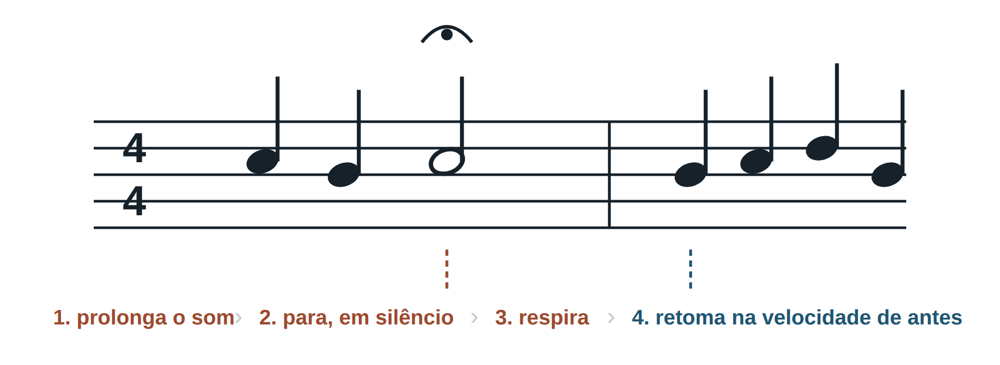 4
4
1. prolonga o som › 2. para, em silêncio › 3. respira › 4. retoma na velocidade de antes